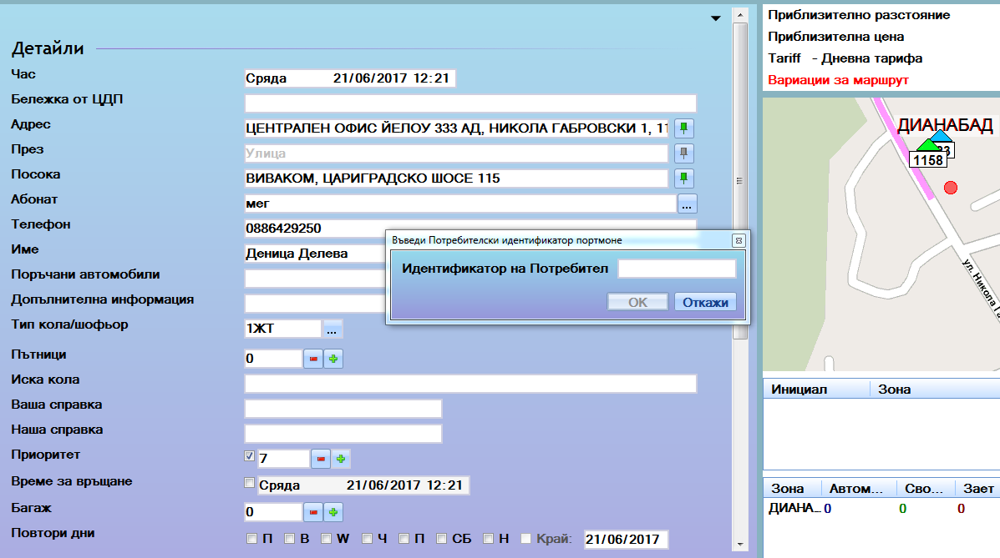 Детайли
Час
Сряда 21/06/2017 12:21
Бележка от ЦДП
Адрес
ЦЕНТРАЛЕН ОФИС ЙЕЛОУ 333 АД, НИКОЛА ГАБРОВСКИ 1, 11
През
Улица
Посока
ВИВАКОМ, ЦАРИГРАДСКО ШОСЕ 115
Абонат
мег
...
Телефон
0886429250
Име
Деница Делева
Поръчани автомобили
Допълнителна информация
Тип кола/шофьор
1ЖТ
...
Пътници
0
Иска кола
Ваша справка
Наша справка
Приоритет
7
Време за връщане
Сряда 21/06/2017 12:21
Багаж
0
Повтори дни
П В W Ч П СБ Н Край: 21/06/2017
Въведи Потребителски идентификатор портмоне
Идентификатор на Потребител
OK
Откажи
Приблизително разстояние
Приблизителна цена
Tariff - Дневна тарифа
Вариации за маршрут
ДИАНАБАД
1158
ул. Никола Га
Инициал Зона
Зона Автом... Сво... Зает
ДИАНА... 0 0 0